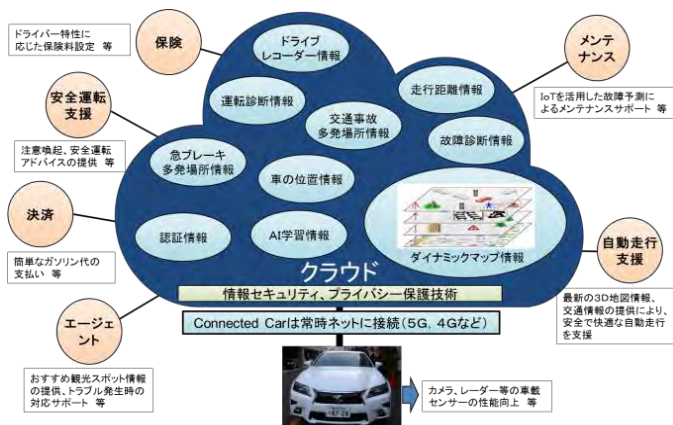 ドライバー特性に
応じた保険料設定 等
保険
ドライブ
レコーダー情報
メンテ
ナンス
IoTを活用した故障予測に
よるメンテナンスサポート 等
安全運転
支援
注意喚起、安全運転
アドバイスの提供 等
運転診断情報
走行距離情報
交通事故
多発場所情報
故障診断情報
急ブレーキ
多発場所情報
車の位置情報
決済
簡単なガソリン代の
支払い 等
認証情報
AI学習情報
ダイナミックマップ情報
自動走行
支援
最新の3D地図情報、
交通情報の提供により、
安全で快適な自動走行
を支援
クラウド
情報セキュリティ、プライバシー保護技術
Connected Carは常時ネットに接続(5G, 4Gなど)
エージェ
ント
おすすめ観光スポット情報
の提供、トラブル発生時の
対応サポート 等
カメラ、レーダー等の車載
センサーの性能向上 等